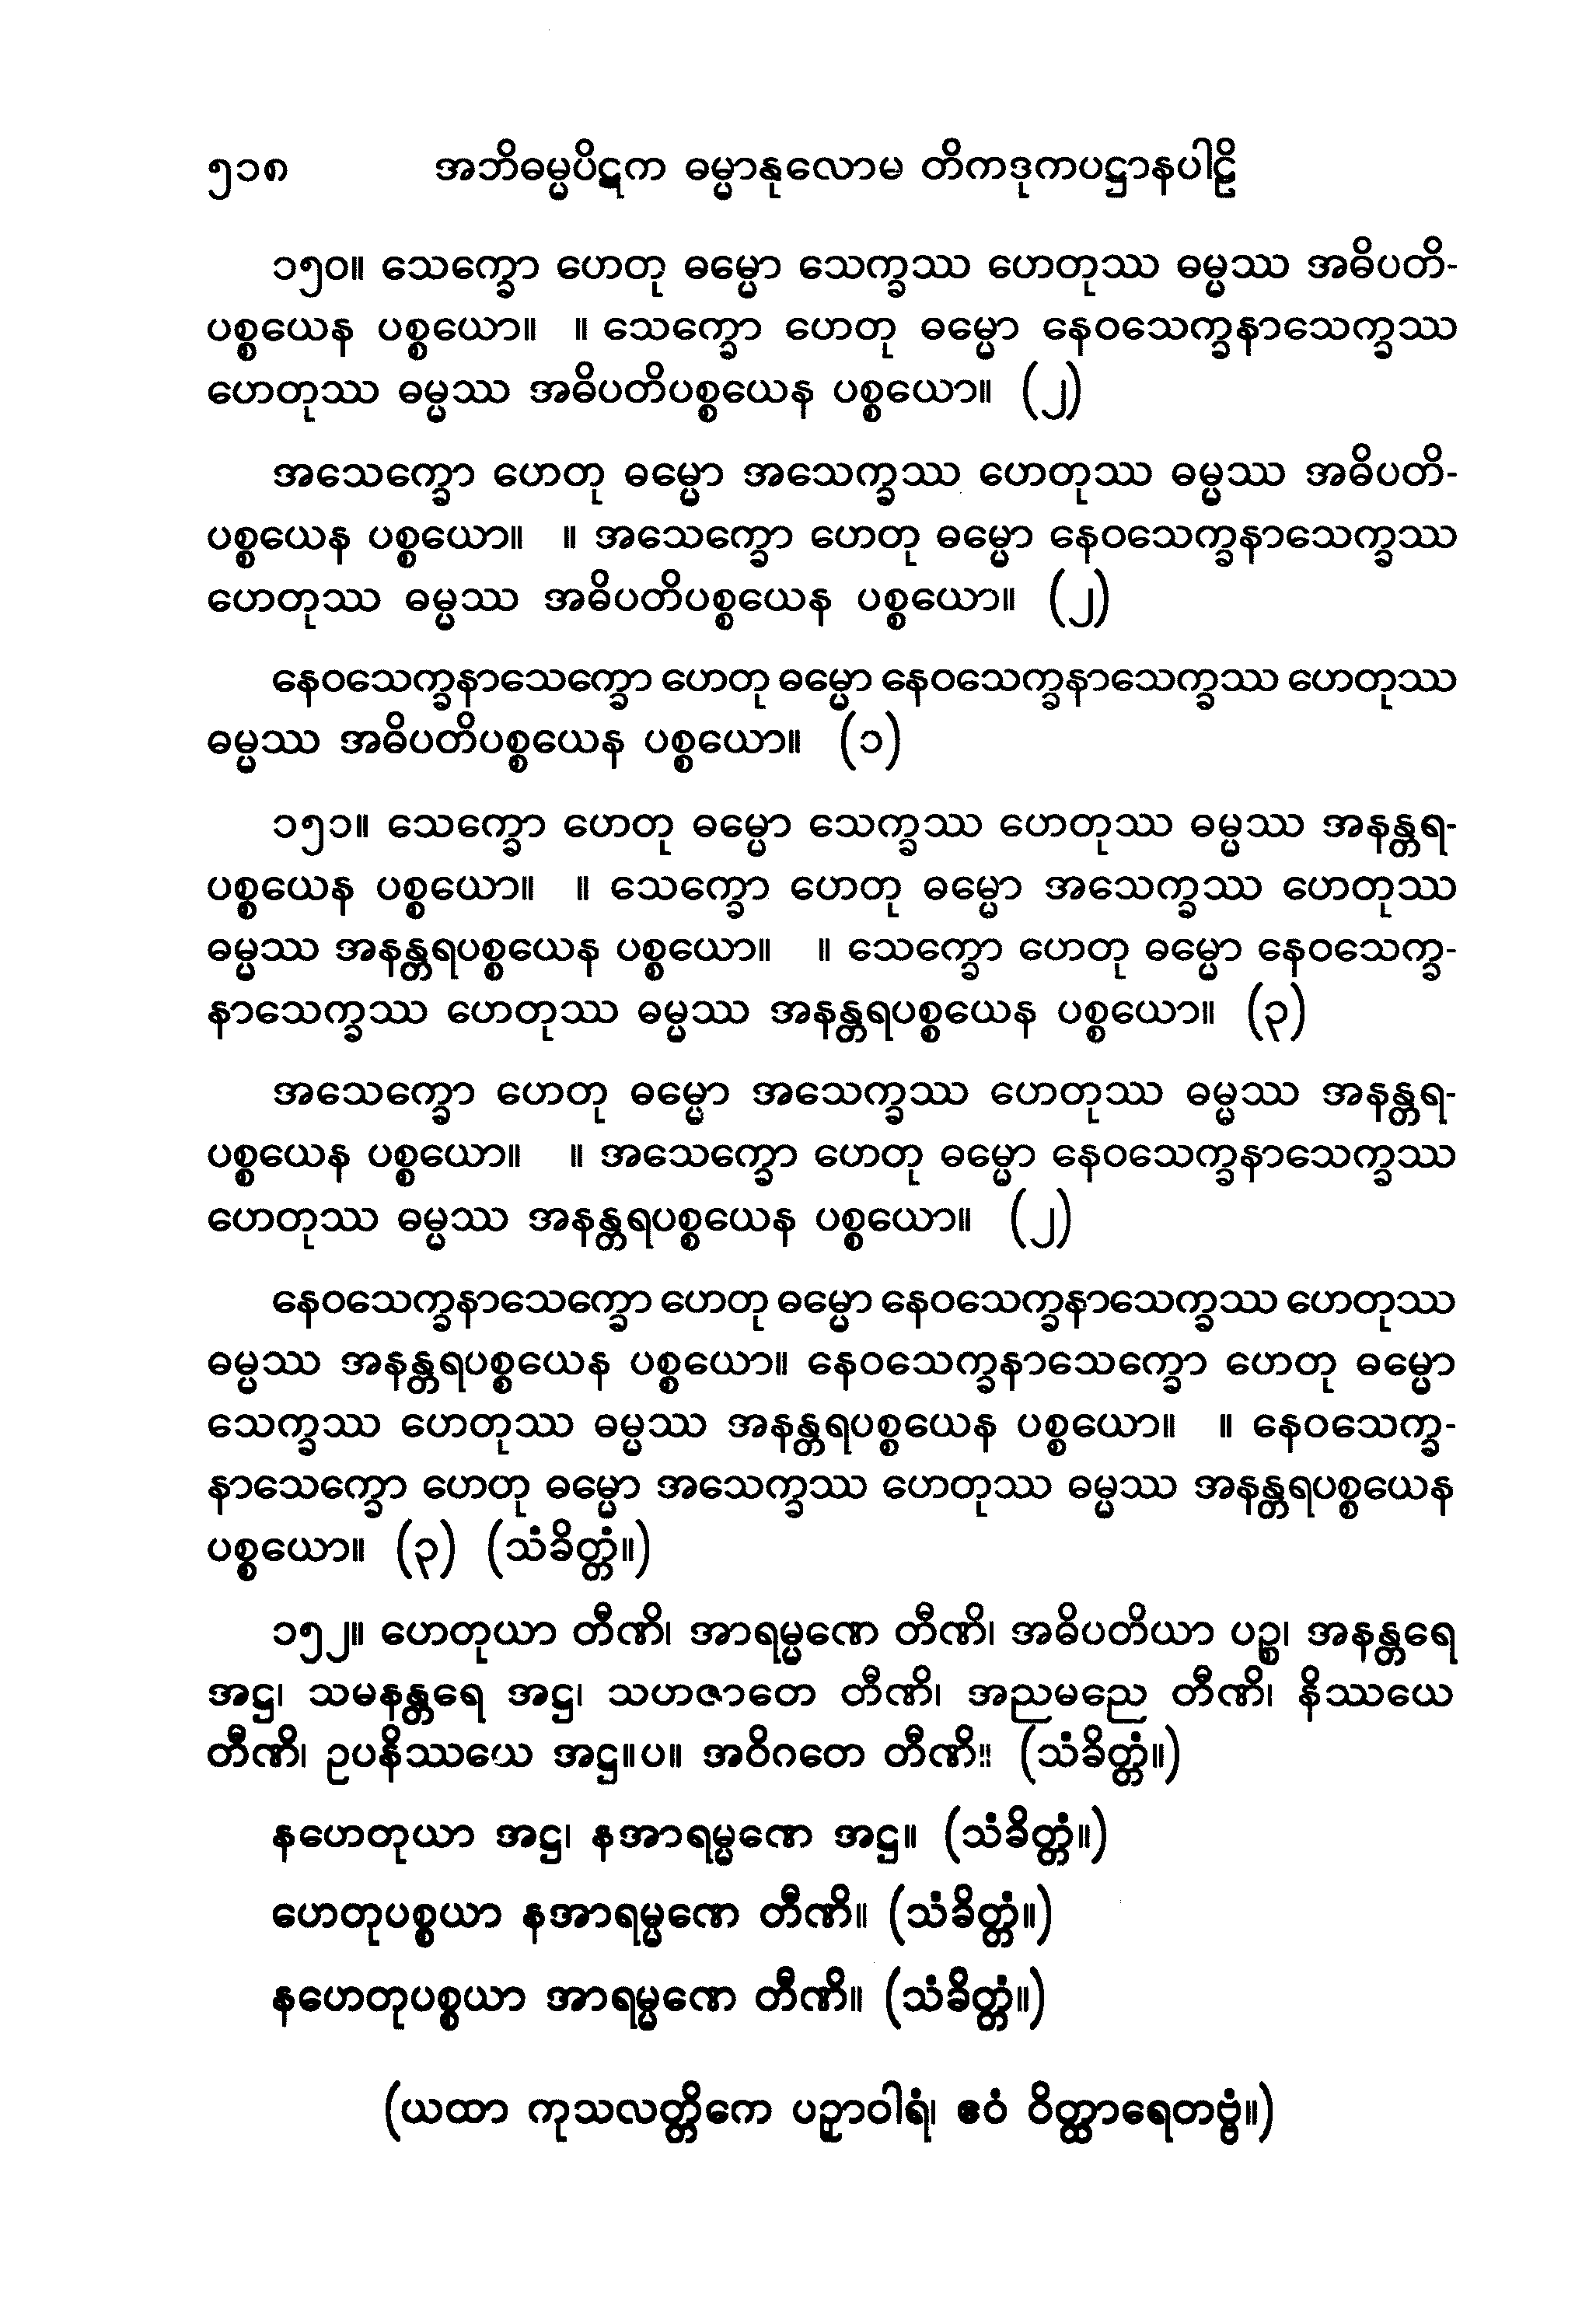 ၅၁၈ အဘိဓမ္မပိဋက ဓမ္မာနုလောမ တိကဒုကပဋ္ဌာနပါဠိ
၁၅၀။ သေက္ခော ဟေတု ဓမ္မော သေက္ခဿ ဟေတုဿ ဓမ္မဿ အဓိပတိ-
ပစ္စယေန ပစ္စယော။ ။ သေက္ခော ဟေတု ဓမ္မော နေဝသေက္ခနာသေက္ခဿ
ဟေတုဿ ဓမ္မဿ အဓိပတိပစ္စယေန ပစ္စယော။ (၂)
အသေက္ခော ဟေတု ဓမ္မော အသေက္ခဿ ဟေတုဿ ဓမ္မဿ အဓိပတိ-
ပစ္စယေန ပစ္စယော။ ။ အသေက္ခော ဟေတု ဓမ္မော နေဝသေက္ခနာသေက္ခဿ
ဟေတုဿ ဓမ္မဿ အဓိပတိပစ္စယေန ပစ္စယော။ (၂)
နေဝသေက္ခနာသေက္ခော ဟေတု ဓမ္မော နေဝသေက္ခနာသေက္ခဿ ဟေတုဿ
ဓမ္မဿ အဓိပတိပစ္စယေန ပစ္စယော။ (၁)
၁၅၁။ သေက္ခော ဟေတု ဓမ္မော သေက္ခဿ ဟေတုဿ ဓမ္မဿ အနန္တရ-
ပစ္စယေန ပစ္စယော။ ။ သေက္ခော ဟေတု ဓမ္မော အသေက္ခဿ ဟေတုဿ
ဓမ္မဿ အနန္တရပစ္စယေန ပစ္စယော။ ။ သေက္ခော ဟေတု ဓမ္မော နေဝသေက္ခ-
နာသေက္ခဿ ဟေတုဿ ဓမ္မဿ အနန္တရပစ္စယေန ပစ္စယော။ (၃)
အသေက္ခော ဟေတု ဓမ္မော အသေက္ခဿ ဟေတုဿ ဓမ္မဿ အနန္တရ-
ပစ္စယေန ပစ္စယော။ ။ အသေက္ခော ဟေတု ဓမ္မော နေဝသေက္ခနာသေက္ခဿ
ဟေတုဿ ဓမ္မဿ အနန္တရပစ္စယေန ပစ္စယော။ (၂)
နေဝသေက္ခနာသေက္ခော ဟေတု ဓမ္မော နေဝသေက္ခနာသေက္ခဿ ဟေတုဿ
ဓမ္မဿ အနန္တရပစ္စယေန ပစ္စယော။ နေဝသေက္ခနာသေက္ခော ဟေတု ဓမ္မော
သေက္ခဿ ဟေတုဿ ဓမ္မဿ အနန္တရပစ္စယေန ပစ္စယော။ ။ နေဝသေက္ခ-
နာသေက္ခော ဟေတု ဓမ္မော အသေက္ခဿ ဟေတုဿ ဓမ္မဿ အနန္တရပစ္စယေန
ပစ္စယော။ (၃) (သံခိတ္တံ။)
၁၅၂။ ဟေတုယာ တီဏိ၊ အာရမ္မဏေ တီဏိ၊ အဓိပတိယာ ပဉ္စ၊ အနန္တရေ
အဋ္ဌ၊ သမနန္တရေ အဋ္ဌ၊ သဟဇာတေ တီဏိ၊ အညမညေ တီဏိ၊ နိဿယေ
တီဏိ၊ ဥပနိဿယေ အဋ္ဌ။ပ။ အဝိဂတေ တီဏိ။ (သံခိတ္တံ။)
နဟေတုယာ အဋ္ဌ၊ နအာရမ္မဏေ အဋ္ဌ။ (သံခိတ္တံ။)
ဟေတုပစ္စယာ နအာရမ္မဏေ တီဏိ။ (သံခိတ္တံ။)
နဟေတုပစ္စယာ အာရမ္မဏေ တီဏိ။ (သံခိတ္တံ။)
(ယထာ ကုသလတ္တိကေ ပဉှာဝါရံ၊ ဧဝံ ဝိတ္ထာရေတဗ္ဗံ။)